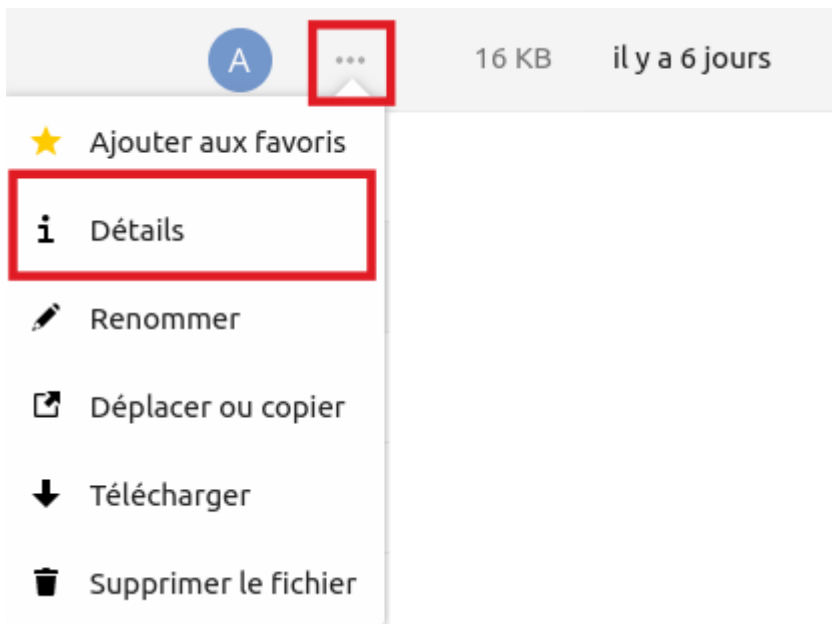 A ... 16 KB il y a 6 jours
Ajouter aux favoris
Détails
Renommer
Déplacer ou copier
Télécharger
Supprimer le fichier